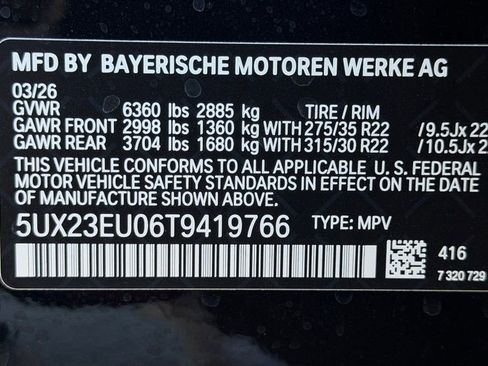 MFD BY BAYERISCHE MOTOREN WERKE AG
03/26
GVWR 6360 lbs 2885 kg TIRE / RIM
GAWR FRONT 2998 lbs 1360 kg WITH 275/35 R22 /9.5Jx 22
GAWR REAR 3704 lbs 1680 kg WITH 315/30 R22 /10.5Jx 2
THIS VEHICLE CONFORMS TO ALL APPLICABLE U. S. FEDERAL
MOTOR VEHICLE SAFETY STANDARDS IN EFFECT ON THE DATE OF
MANUFACTURE SHOWN ABOVE.
5UX23EU06T9419766 TYPE: MPV
416
7 320 729